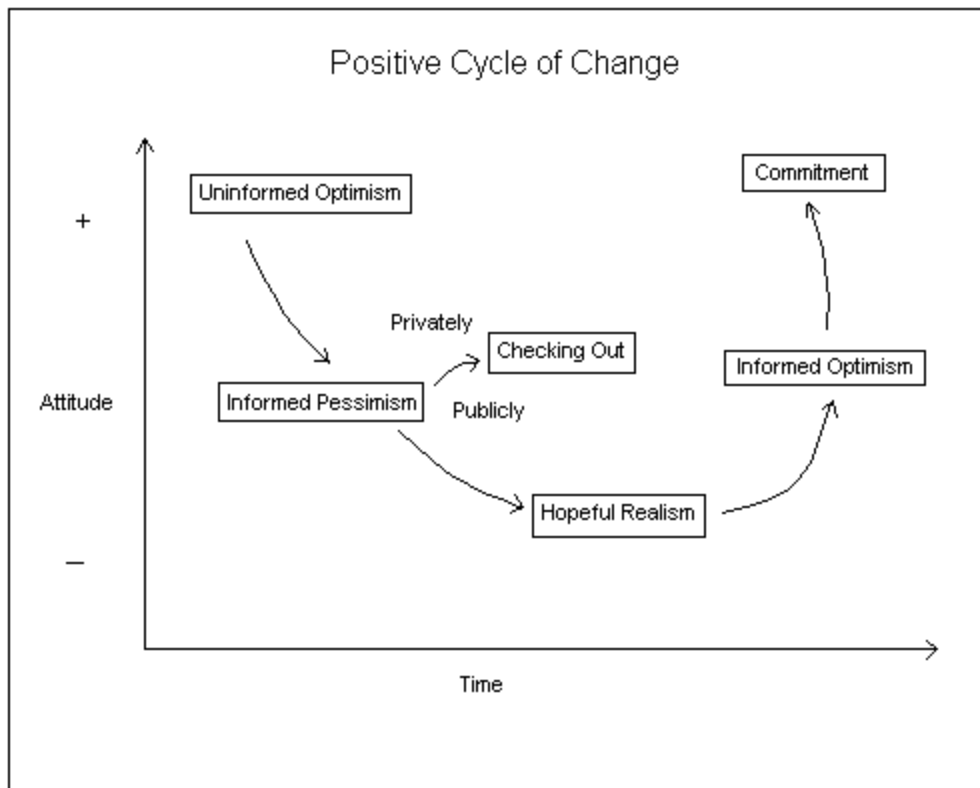 Positive Cycle of Change
Commitment
Uninformed Optimism
+
Privately
Checking Out
Informed Optimism
Attitude
Informed Pessimism
Publicly
Hopeful Realism
—
Time